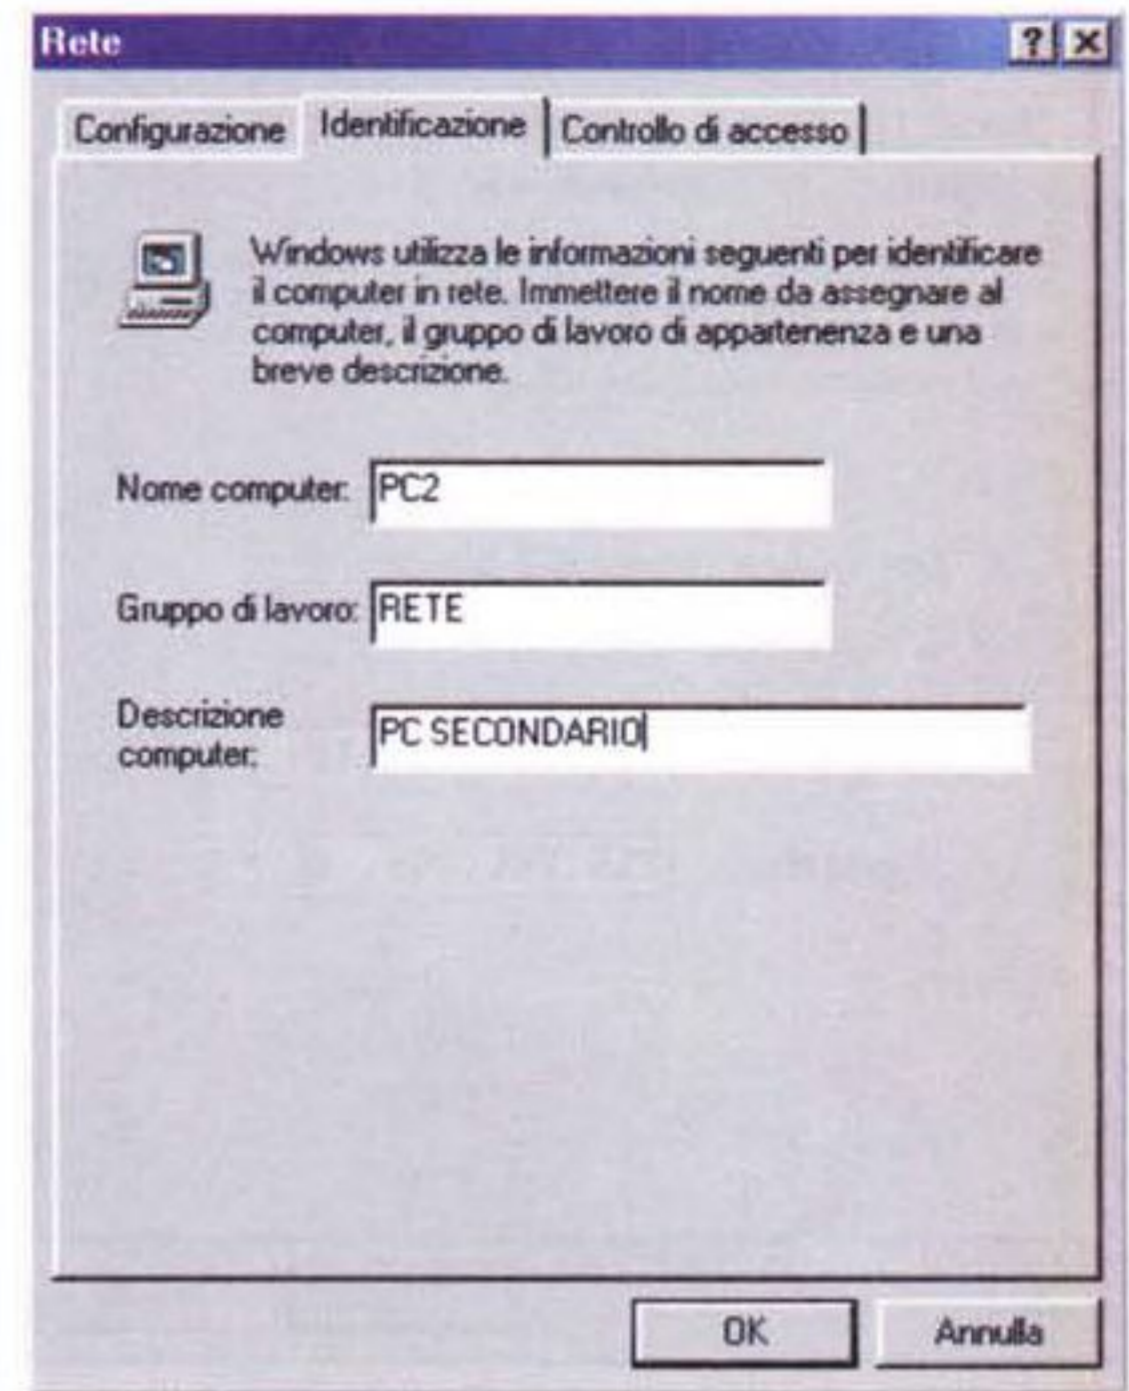 Rete
Configurazione Identificazione Controllo di accesso
Windows utilizza le informazioni seguenti per identificare
il computer in rete. Immettere il nome da assegnare al
computer, il gruppo di lavoro di appartenenza e una
breve descrizione.
Nome computer: PC2
Gruppo di lavoro: RETE
Descrizione
computer: PC SECONDARIO
OK Annulla